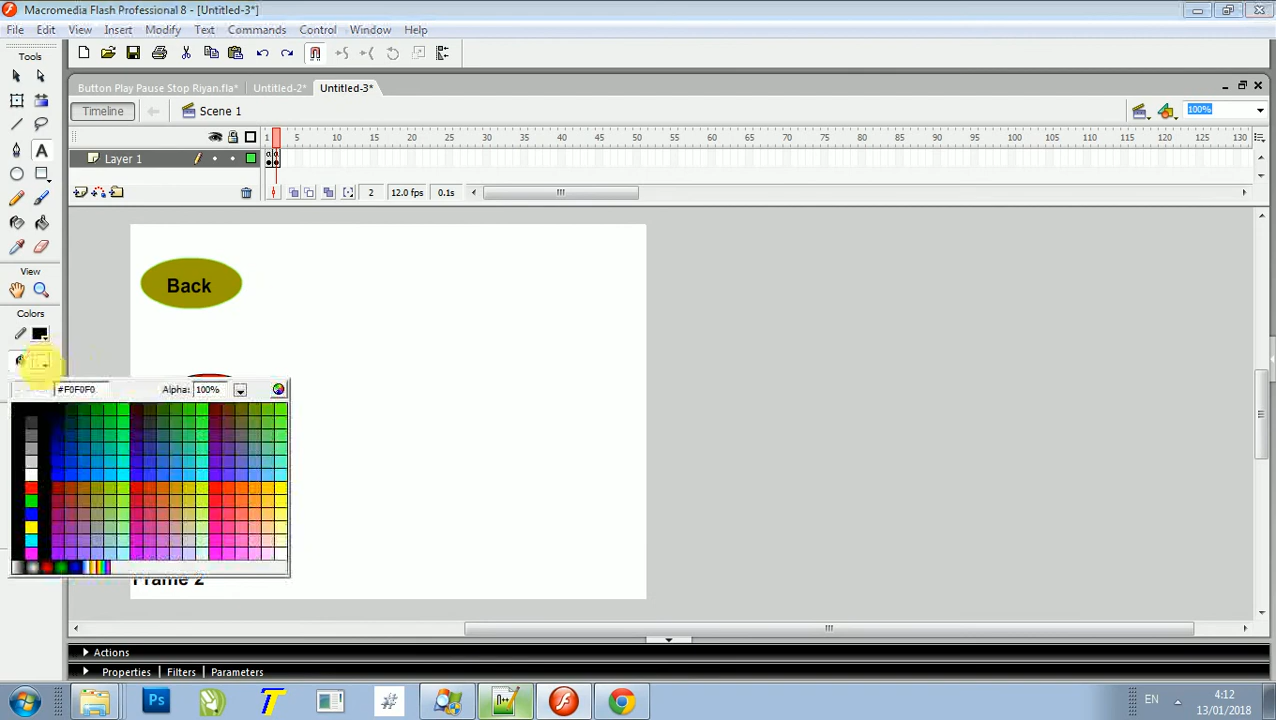 Macromedia Flash Professional 8 - [Untitled-3*]
File Edit View Insert Modify Text Commands Control Window Help
Tools
Button Play Pause Stop Riyan.fla* Untitled-2* Untitled-3*
Timeline Scene 1 100%
1 5 10 15 20 25 30 35 40 45 50 55 60 65 70 75 80 85 90 95 100 105 110 115 120 125 130
Layer 1
2 12.0 fps 0.1s
View
Back
Colors
#F0F0F0 Alpha: 100%
Frame 2
Actions
Properties Filters Parameters
Ps T # EN 4:12
13/01/2018